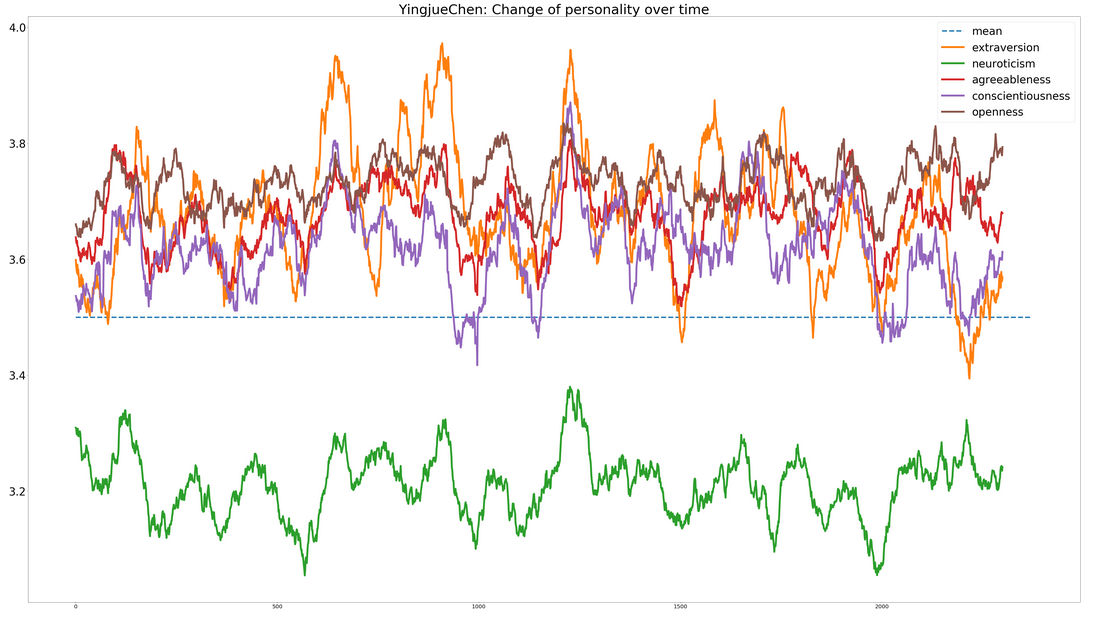 YingjueChen: Change of personality over time
mean
extraversion
neuroticism
agreeableness
conscientiousness
openness
4.0
3.8
3.6
3.4
3.2
0 500 1000 1500 2000